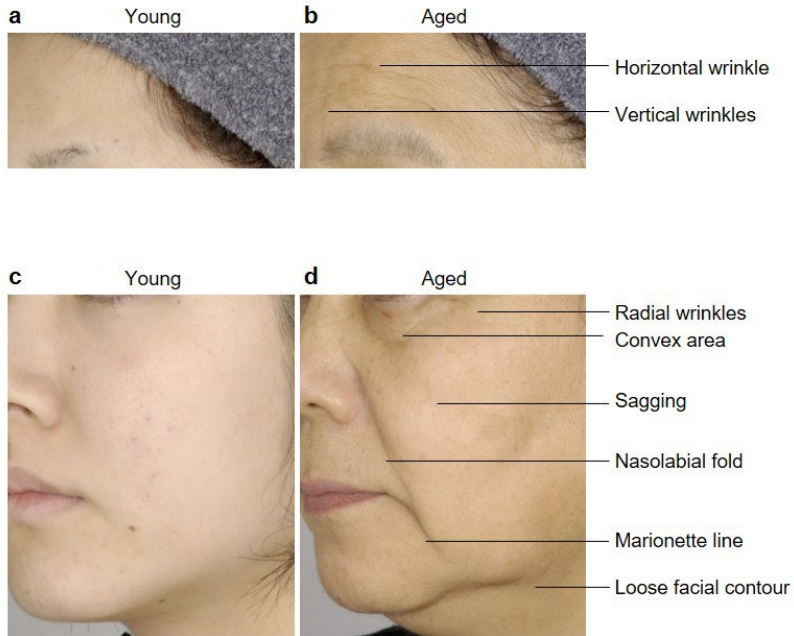 a Young b Aged
Horizontal wrinkle
Vertical wrinkles
c Young d Aged
Radial wrinkles
Convex area
Sagging
Nasolabial fold
Marionette line
Loose facial contour